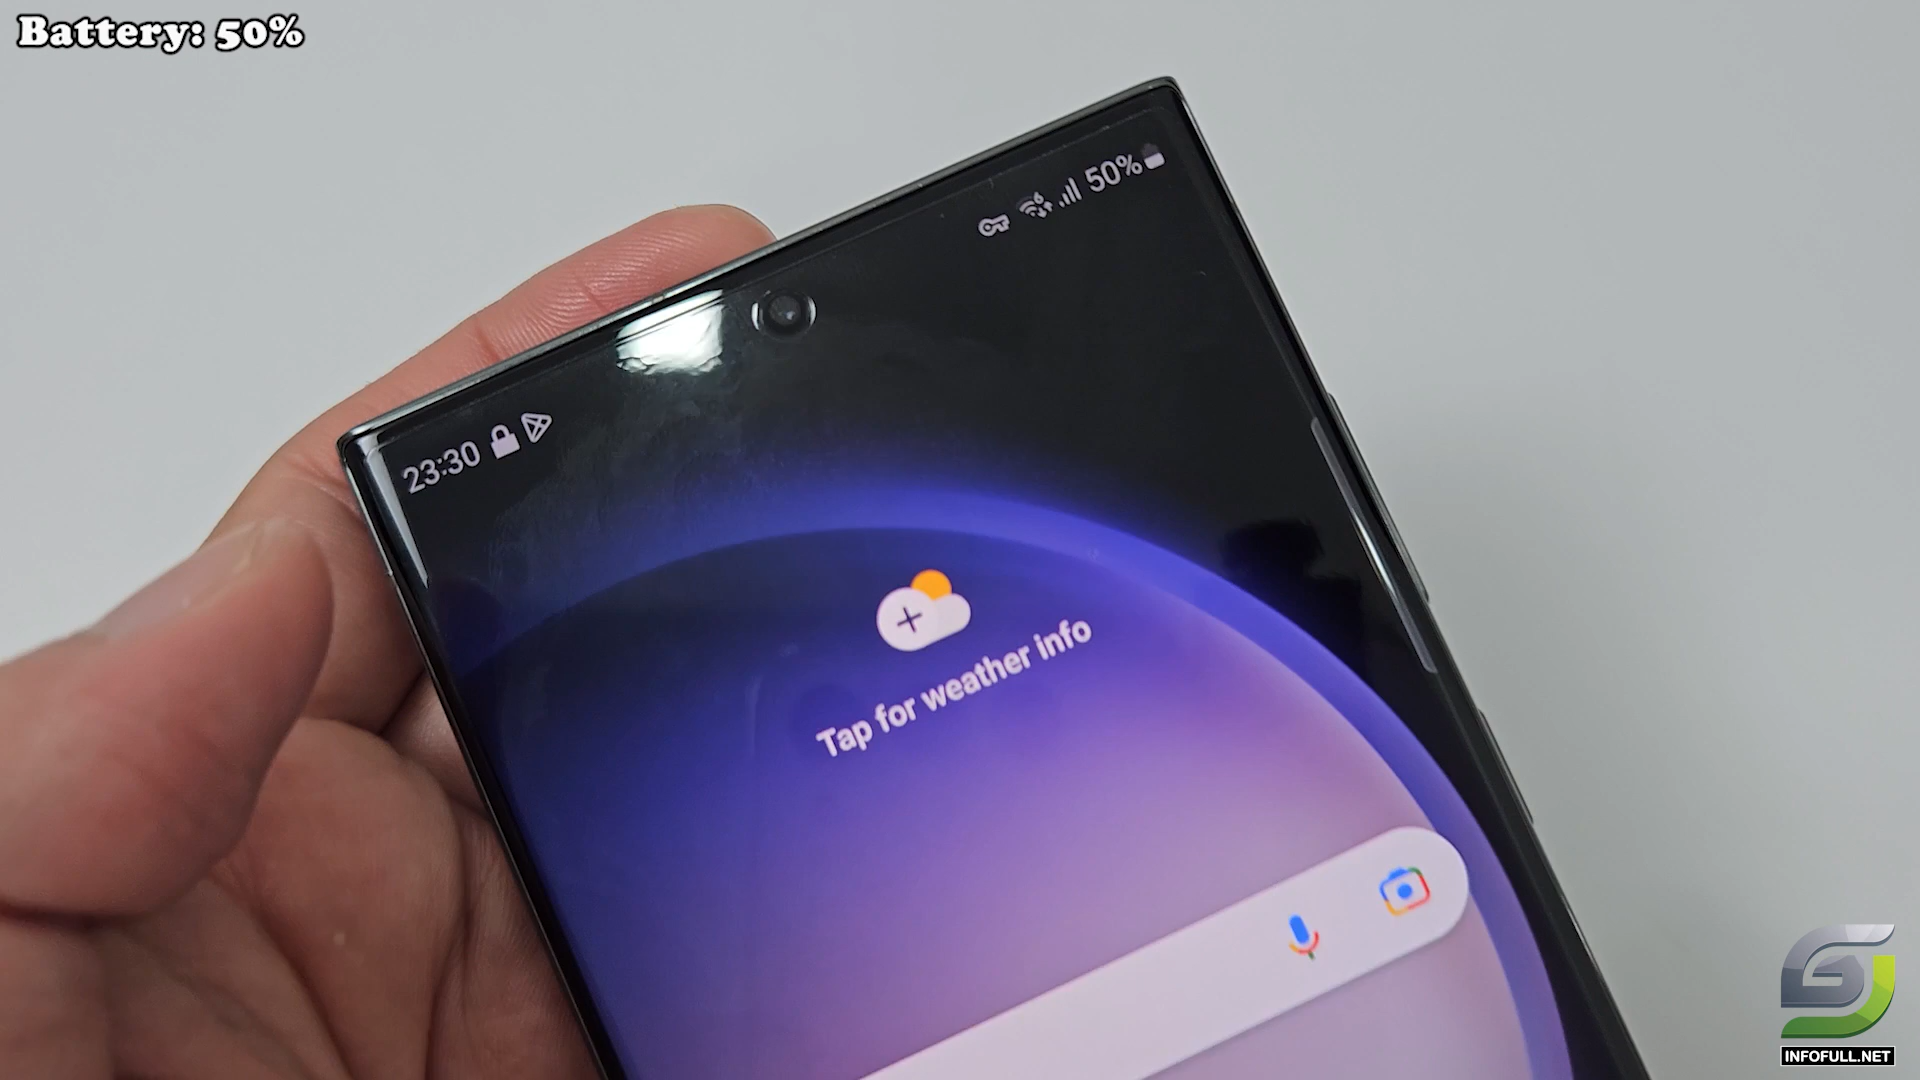 Battery: 50%
50%
23:30
Tap for weather info
INFOFULL.NET